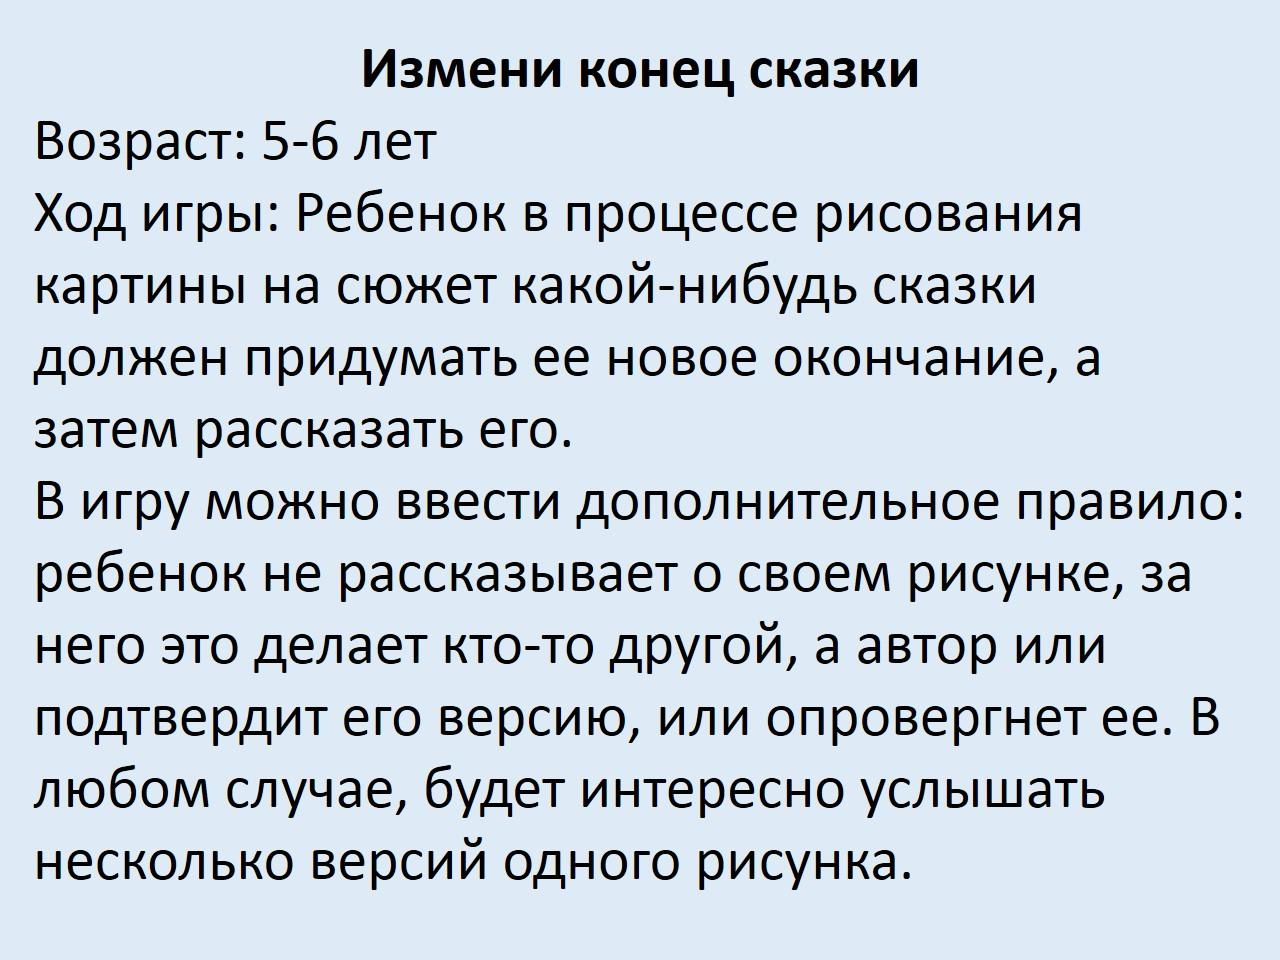 Измени конец сказки
Возраст: 5-6 лет
Ход игры: Ребенок в процессе рисования
картины на сюжет какой-нибудь сказки
должен придумать ее новое окончание, а
затем рассказать его.
В игру можно ввести дополнительное правило:
ребенок не рассказывает о своем рисунке, за
него это делает кто-то другой, а автор или
подтвердит его версию, или опровергнет ее. В
любом случае, будет интересно услышать
несколько версий одного рисунка.